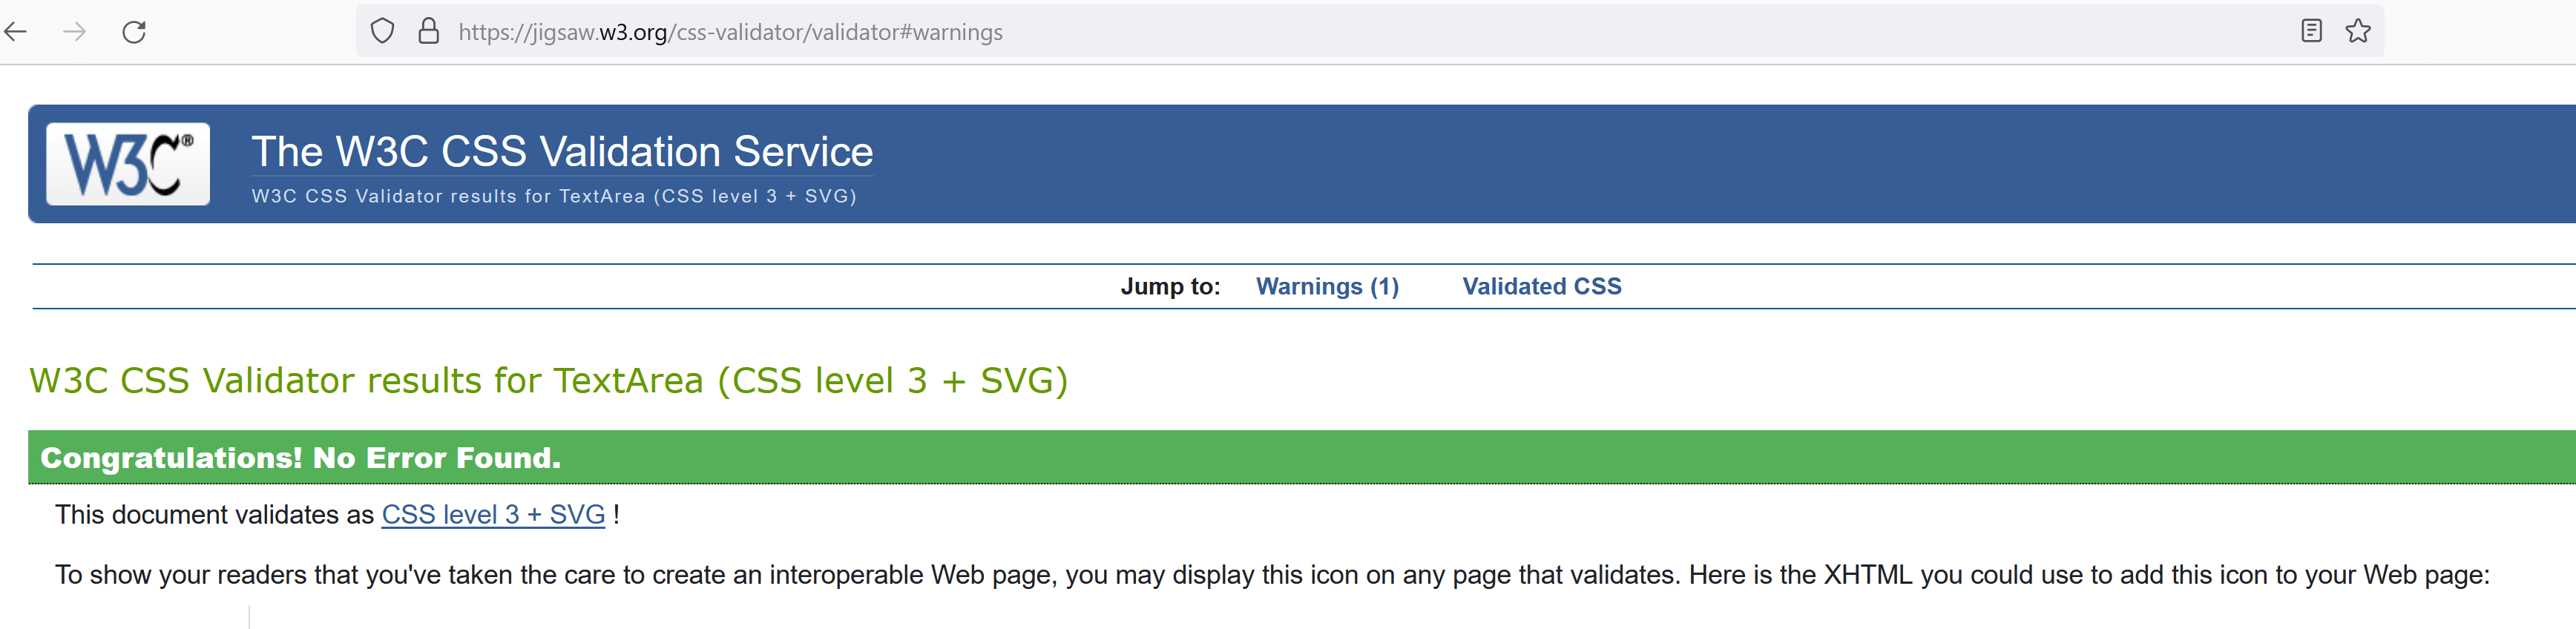 https://jigsaw.w3.org/css-validator/validator#warnings
W3C®
The W3C CSS Validation Service
W3C CSS Validator results for TextArea (CSS level 3 + SVG)
Jump to: Warnings (1) Validated CSS
W3C CSS Validator results for TextArea (CSS level 3 + SVG)
Congratulations! No Error Found.
This document validates as CSS level 3 + SVG !
To show your readers that you've taken the care to create an interoperable Web page, you may display this icon on any page that validates. Here is the XHTML you could use to add this icon to your Web page: